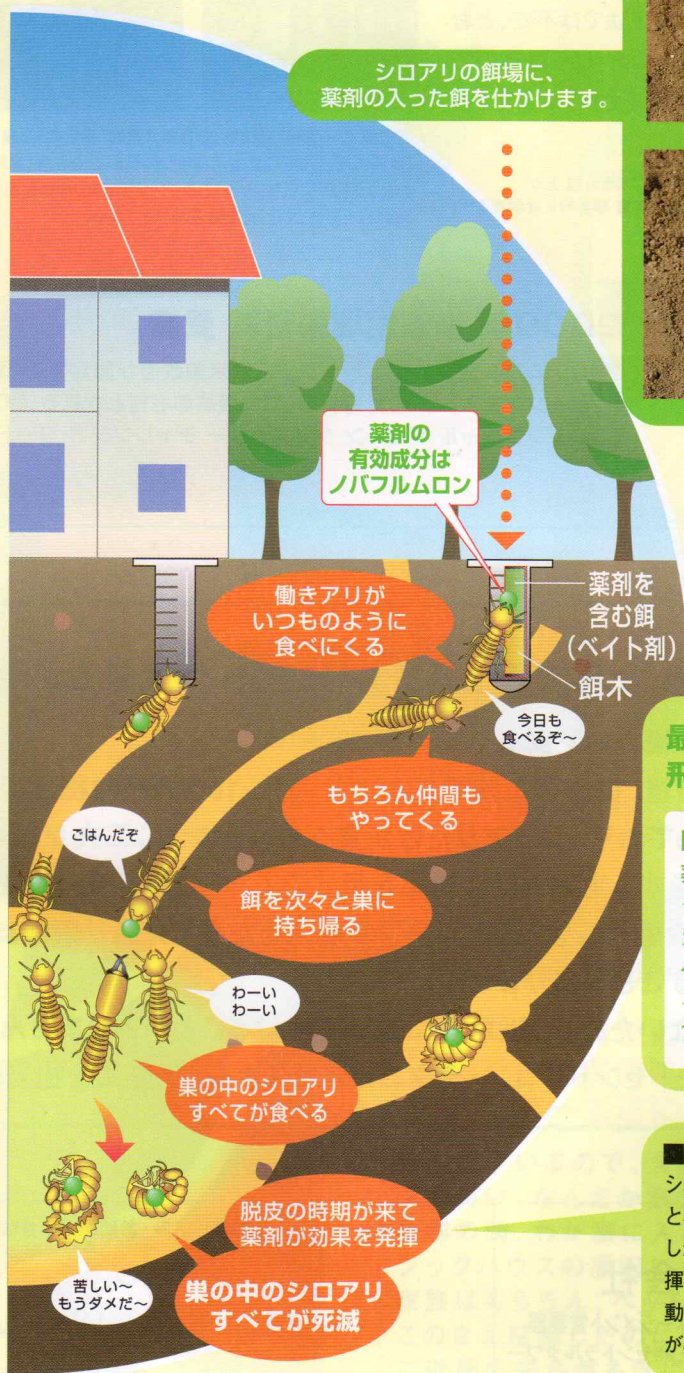 シロアリの餌場に、
薬剤の入った餌を仕かけます。
薬剤の
有効成分は
ノバフルムロン
働きアリが
いつものように
食べにくる
薬剤を
含む餌
（ベイト剤）
餌木
今日も
食べるぞ～
もちろん仲間も
やってくる
ごはんだぞ
餌を次々と巣に
持ち帰る
わーい
わーい
巣の中のシロアリ
すべてが食べる
脱皮の時期が来て
薬剤が効果を発揮
苦しい～
もうダメだ～
巣の中のシロアリ
すべてが死滅
最
飛
シ
と
し
揮
動
が